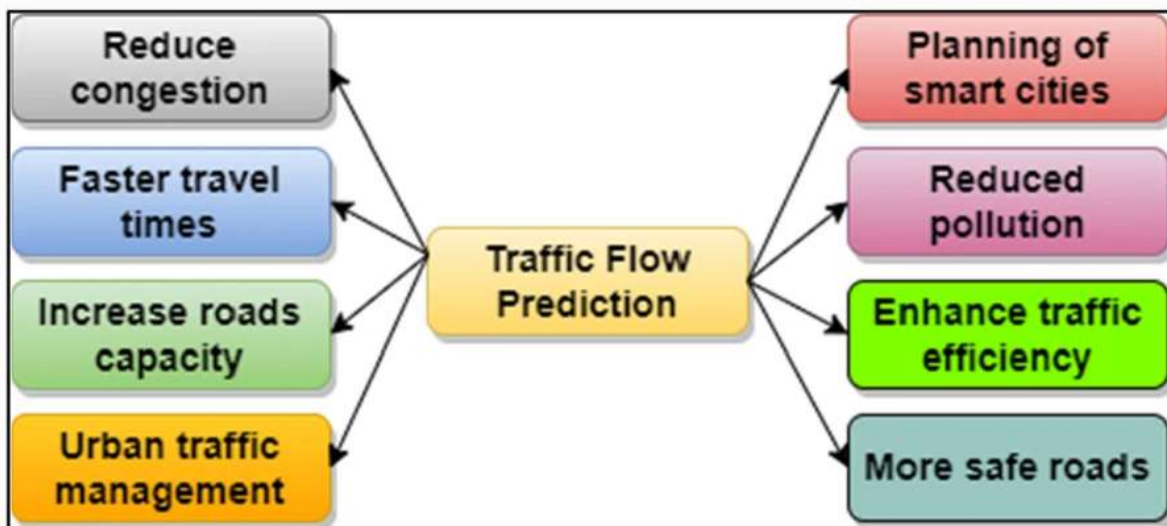 Reduce
congestion
Faster travel
times
Increase roads
capacity
Urban traffic
management
Traffic Flow
Prediction
Planning of
smart cities
Reduced
pollution
Enhance traffic
efficiency
More safe roads